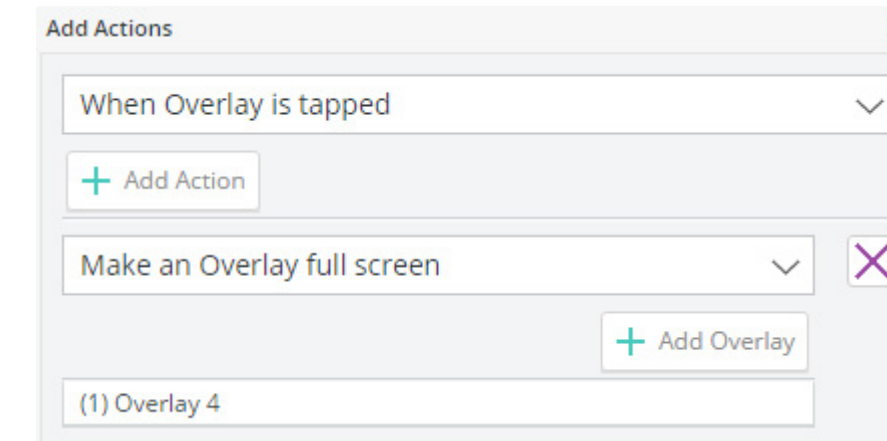 Add Actions
When Overlay is tapped
Add Action
Make an Overlay full screen
Add Overlay
(1) Overlay 4